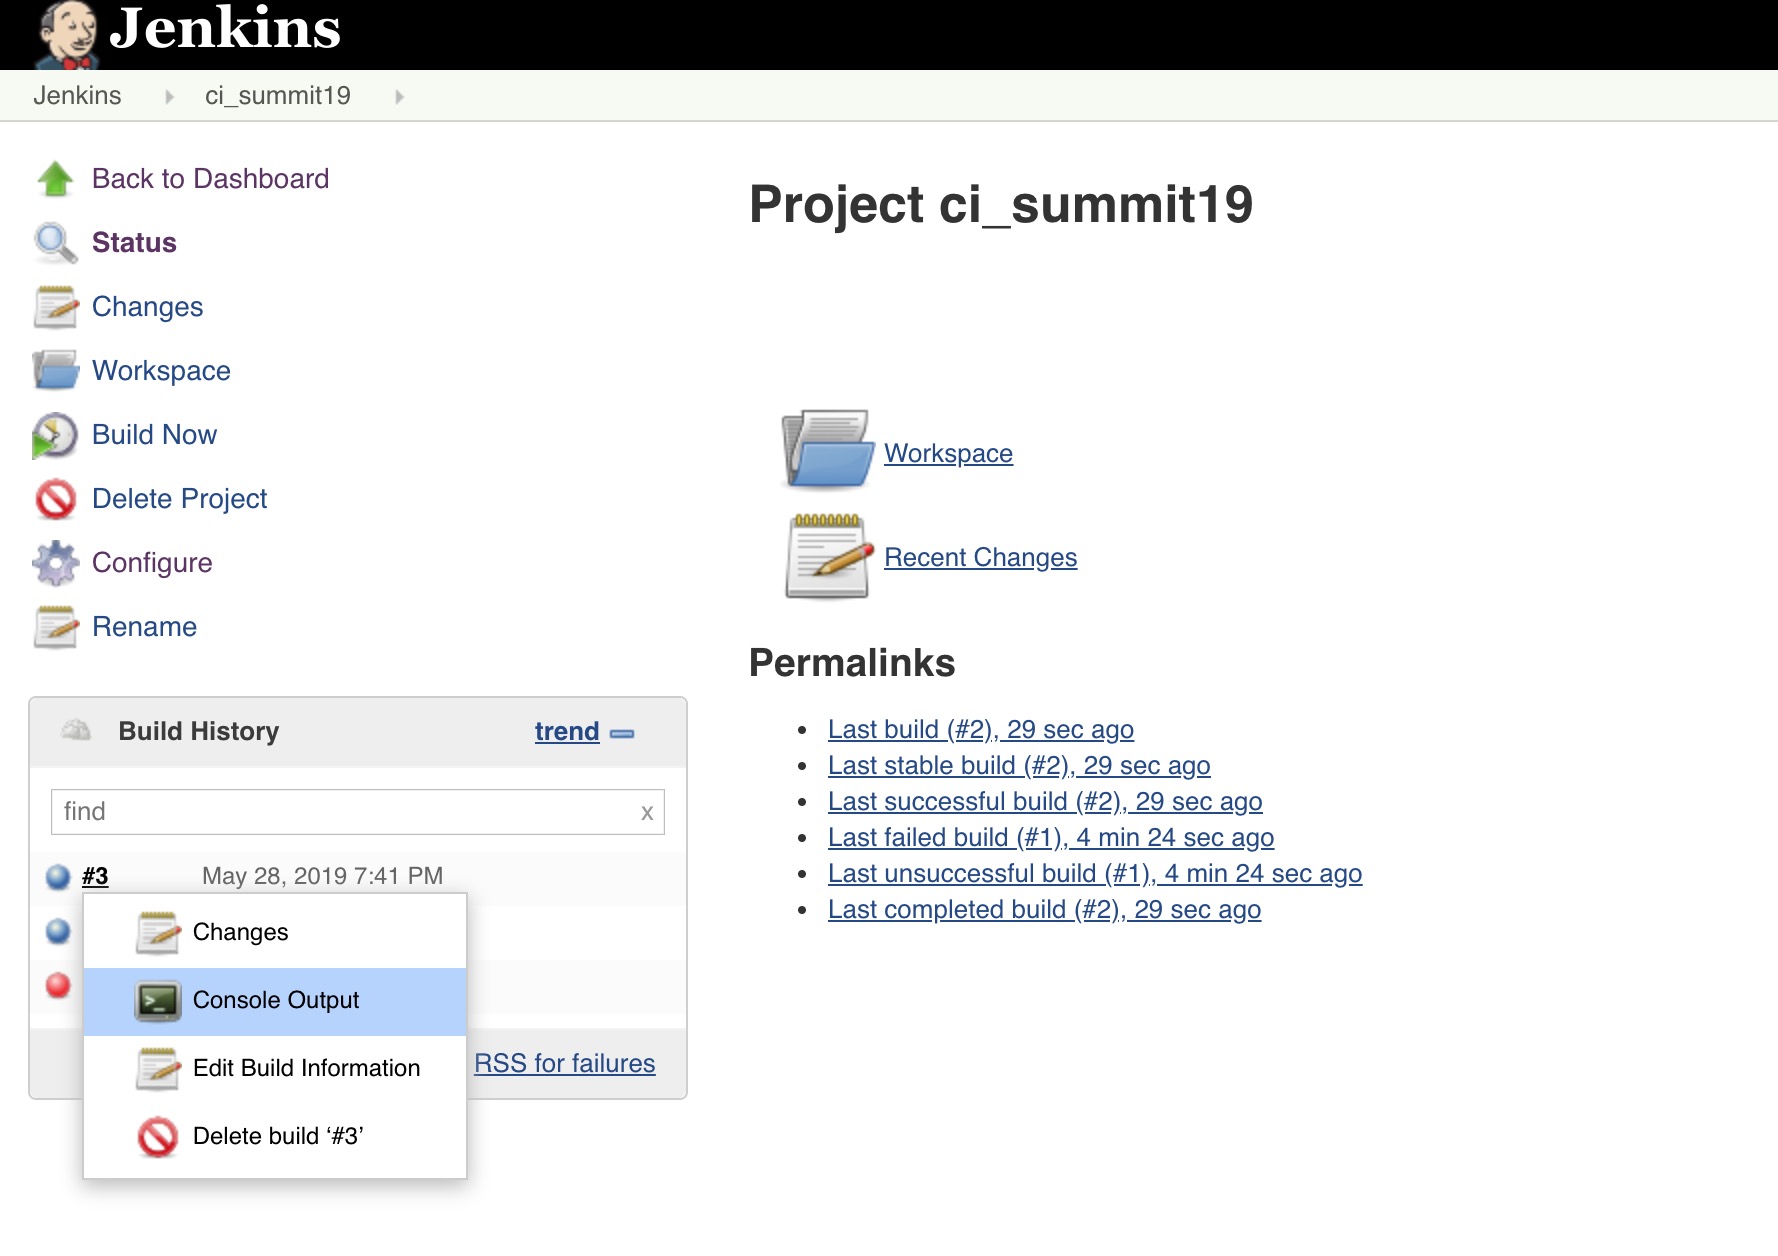 Jenkins
Jenkins ci_summit19
Back to Dashboard
Status
Changes
Workspace
Build Now
Delete Project
Configure
Rename
Build History trend
find x
#3 May 28, 2019 7:41 PM
Changes
Console Output
Edit Build Information
Delete build ‘#3’
RSS for failures
Project ci_summit19
Workspace
Recent Changes
Permalinks
Last build (#2), 29 sec ago
Last stable build (#2), 29 sec ago
Last successful build (#2), 29 sec ago
Last failed build (#1), 4 min 24 sec ago
Last unsuccessful build (#1), 4 min 24 sec ago
Last completed build (#2), 29 sec ago